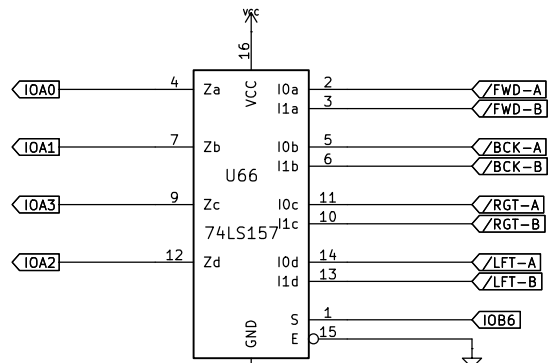 vcc
16
IOA0 4 Za VCC I0a 2 /FWD-A
I1a 3 /FWD-B
IOA1 7 Zb I0b 5 /BCK-A
I1b 6 /BCK-B
U66
IOA3 9 Zc I0c 11 /RGT-A
74LS157 I1c 10 /RGT-B
IOA2 12 Zd I0d 14 /LFT-A
I1d 13 /LFT-B
S 1 IOB6
GND E 15